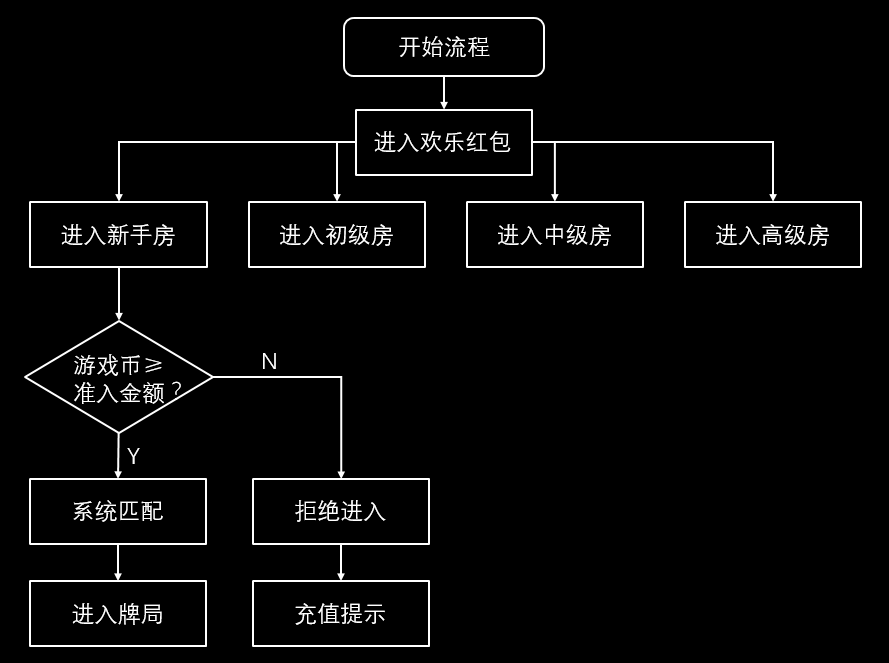 开始流程
进入欢乐红包
进入新手房
进入初级房
进入中级房
进入高级房
游戏币≥
准入金额？
N
Y
系统匹配
拒绝进入
进入牌局
充值提示